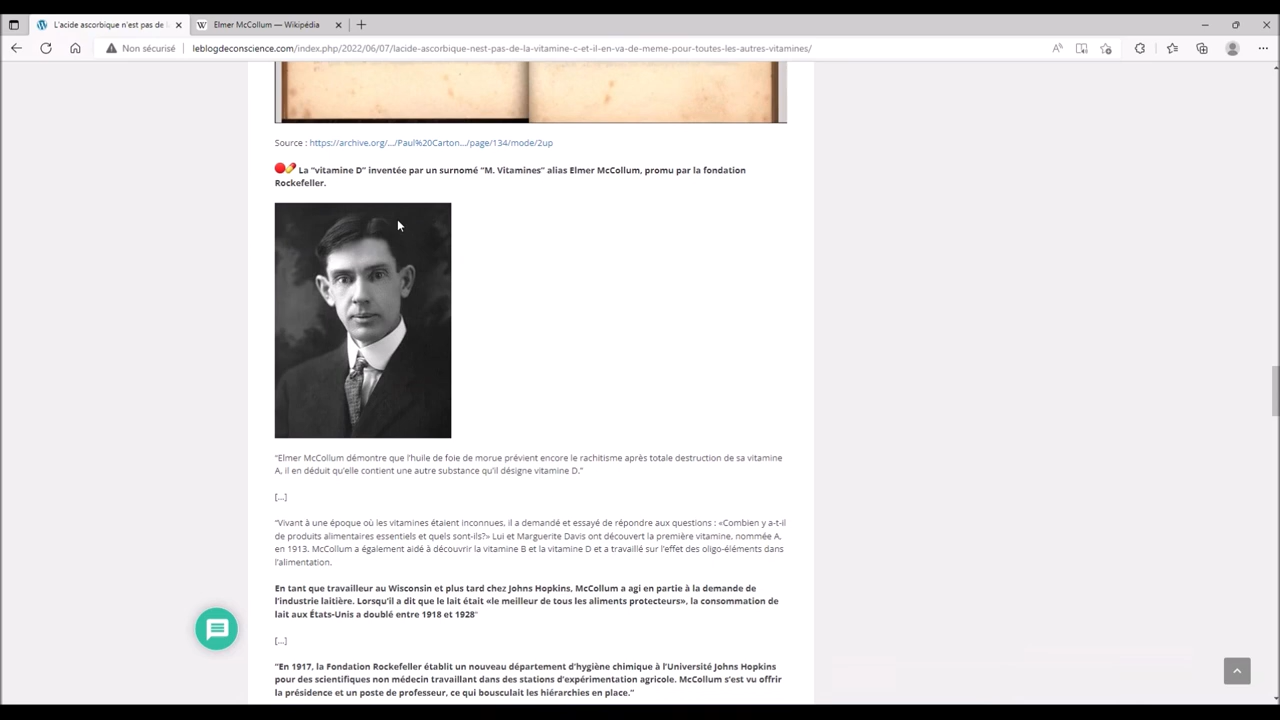 L'acide ascorbique n'est pas de
Elmer McCollum — Wikipédia
Non sécurisé
leblogdeconscience.com/index.php/2022/06/07/lacide-ascorbique-nest-pas-de-la-vitamine-c-et-il-en-va-de-meme-pour-toutes-les-autres-vitamines/
Source : https://archive.org/.../Paul%20Carton.../page/134/mode/2up
La “vitamine D” inventée par un surnomé “M. Vitamines” alias Elmer McCollum, promu par la fondation
Rockefeller.
“Elmer McCollum démontre que l’huile de foie de morue prévient encore le rachitisme après totale destruction de sa vitamine
A, il en déduit qu’elle contient une autre substance qu’il désigne vitamine D.”
[...]
“Vivant à une époque où les vitamines étaient inconnues, il a demandé et essayé de répondre aux questions : «Combien y a-t-il
de produits alimentaires essentiels et quels sont-ils?» Lui et Marguerite Davis ont découvert la première vitamine, nommée A,
en 1913. McCollum a également aidé à découvrir la vitamine B et la vitamine D et a travaillé sur l’effet des oligo-éléments dans
l’alimentation.
En tant que travailleur au Wisconsin et plus tard chez Johns Hopkins, McCollum a agi en partie à la demande de
l’industrie laitière. Lorsqu’il a dit que le lait était «le meilleur de tous les aliments protecteurs», la consommation de
lait aux États-Unis a doublé entre 1918 et 1928“
[...]
“En 1917, la Fondation Rockefeller établit un nouveau département d’hygiène chimique à l’Université Johns Hopkins
pour des scientifiques non médecin travaillant dans des stations d’expérimentation agricole. McCollum s’est vu offrir
la présidence et un poste de professeur, ce qui bousculait les hiérarchies en place.”